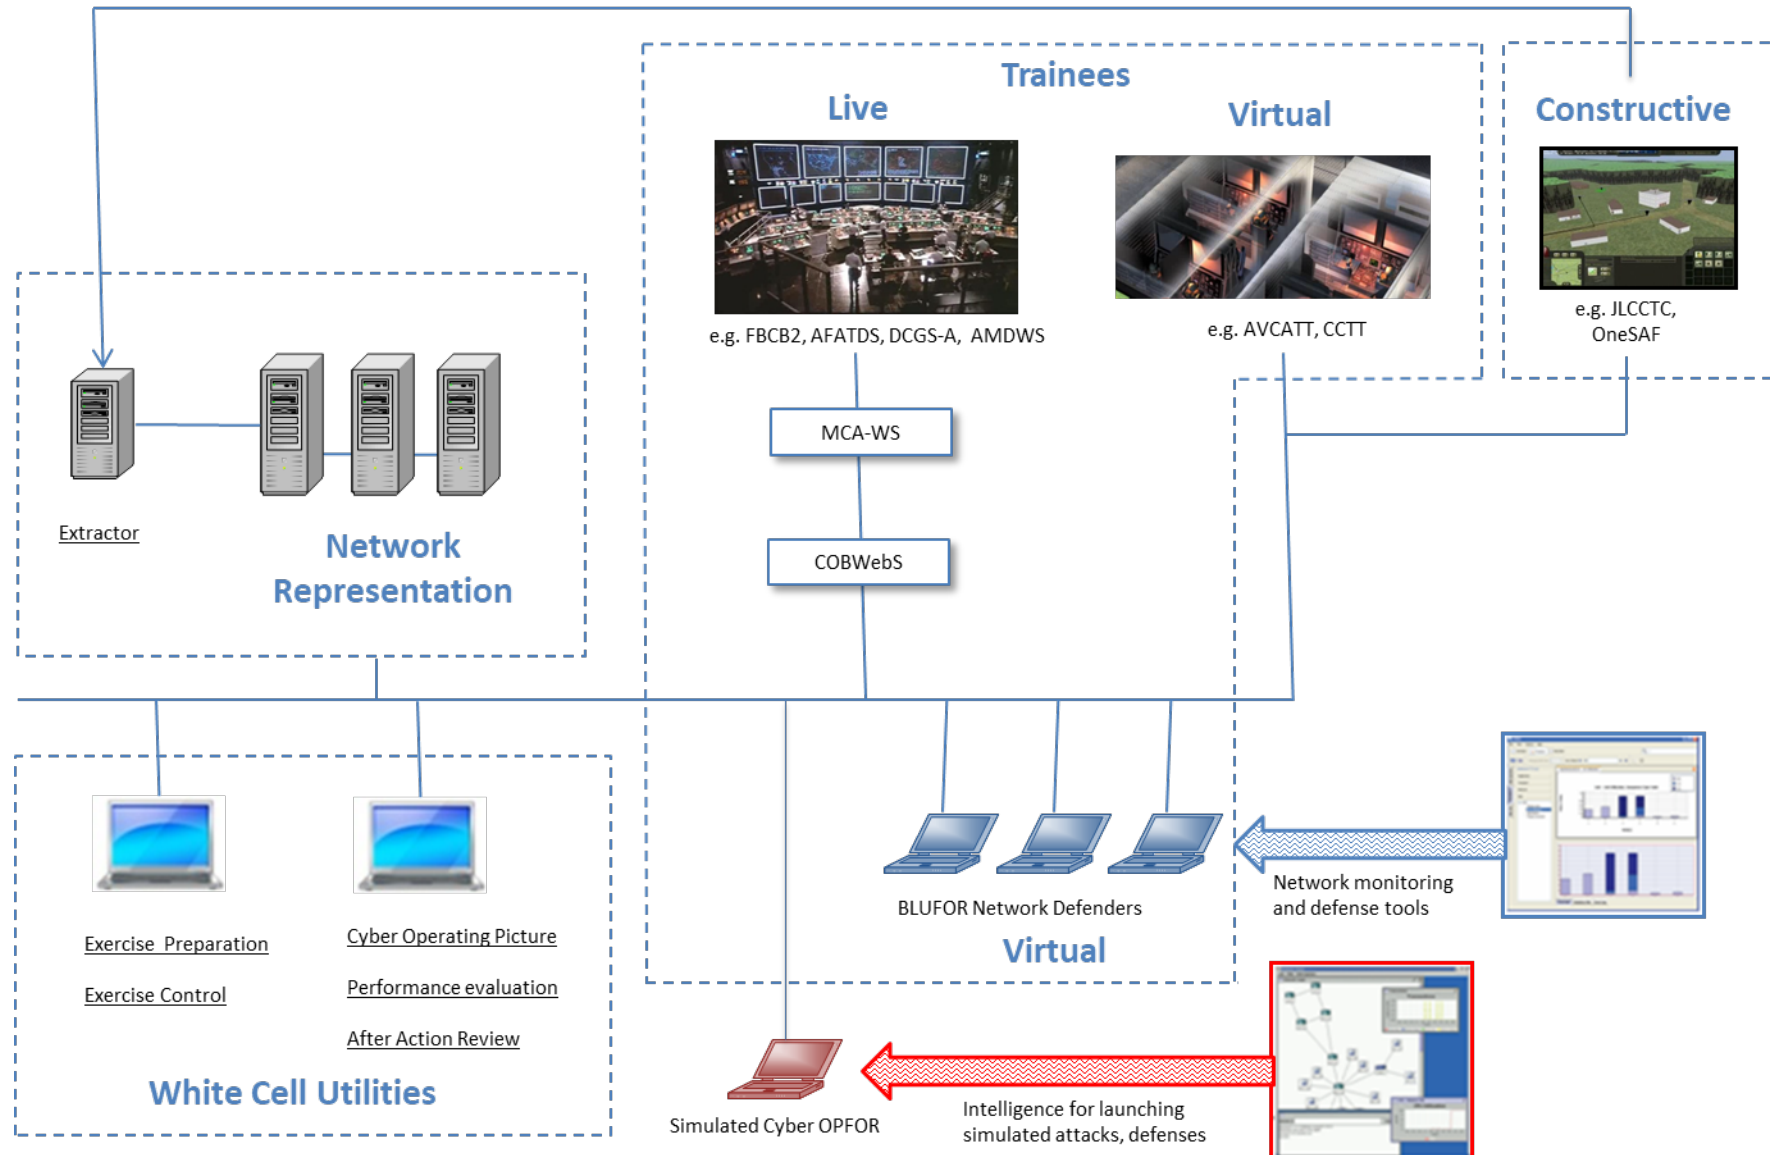 Trainees
Live
Virtual
Constructive
e.g. FBCB2, AFATDS, DCGS-A, AMDWS
e.g. AVCATT, CCTT
e.g. JLCCTC,
OneSAF
MCA-WS
COBWebS
Extractor
Network
Representation
Exercise Preparation
Exercise Control
Cyber Operating Picture
Performance evaluation
After Action Review
White Cell Utilities
BLUFOR Network Defenders
Virtual
Network monitoring
and defense tools
Simulated Cyber OPFOR
Intelligence for launching
simulated attacks, defenses